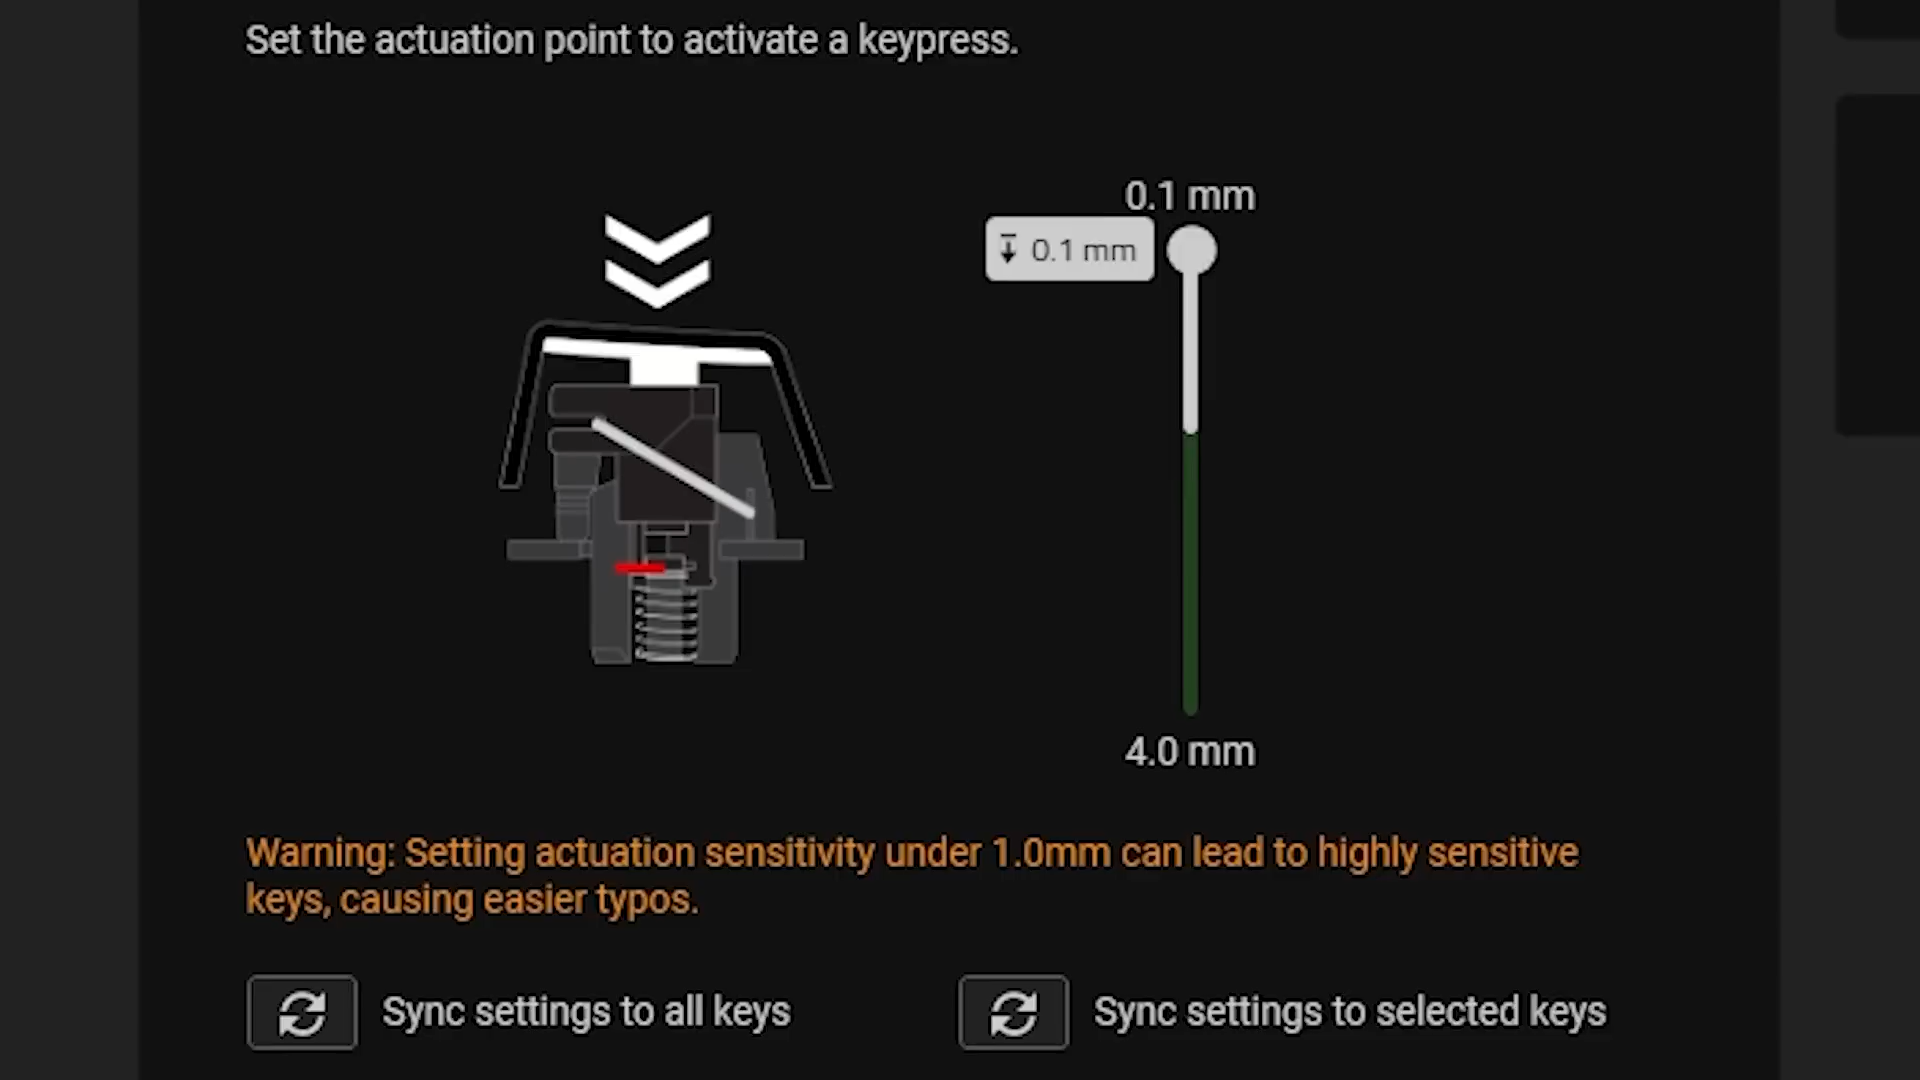 Set the actuation point to activate a keypress.
0.1 mm
0.1 mm
4.0 mm
Warning: Setting actuation sensitivity under 1.0mm can lead to highly sensitive
keys, causing easier typos.
Sync settings to all keys
Sync settings to selected keys